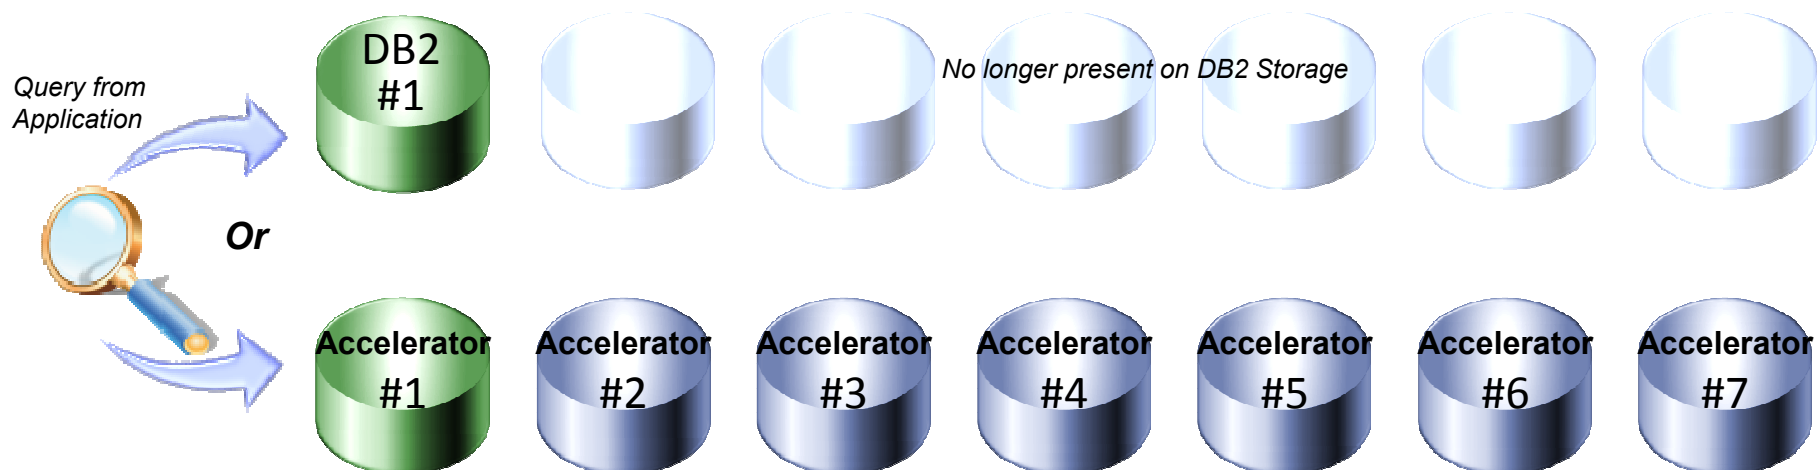 DB2
#1
No longer present on DB2 Storage
Query from
Application
Or
Accelerator
#1
Accelerator
#2
Accelerator
#3
Accelerator
#4
Accelerator
#5
Accelerator
#6
Accelerator
#7